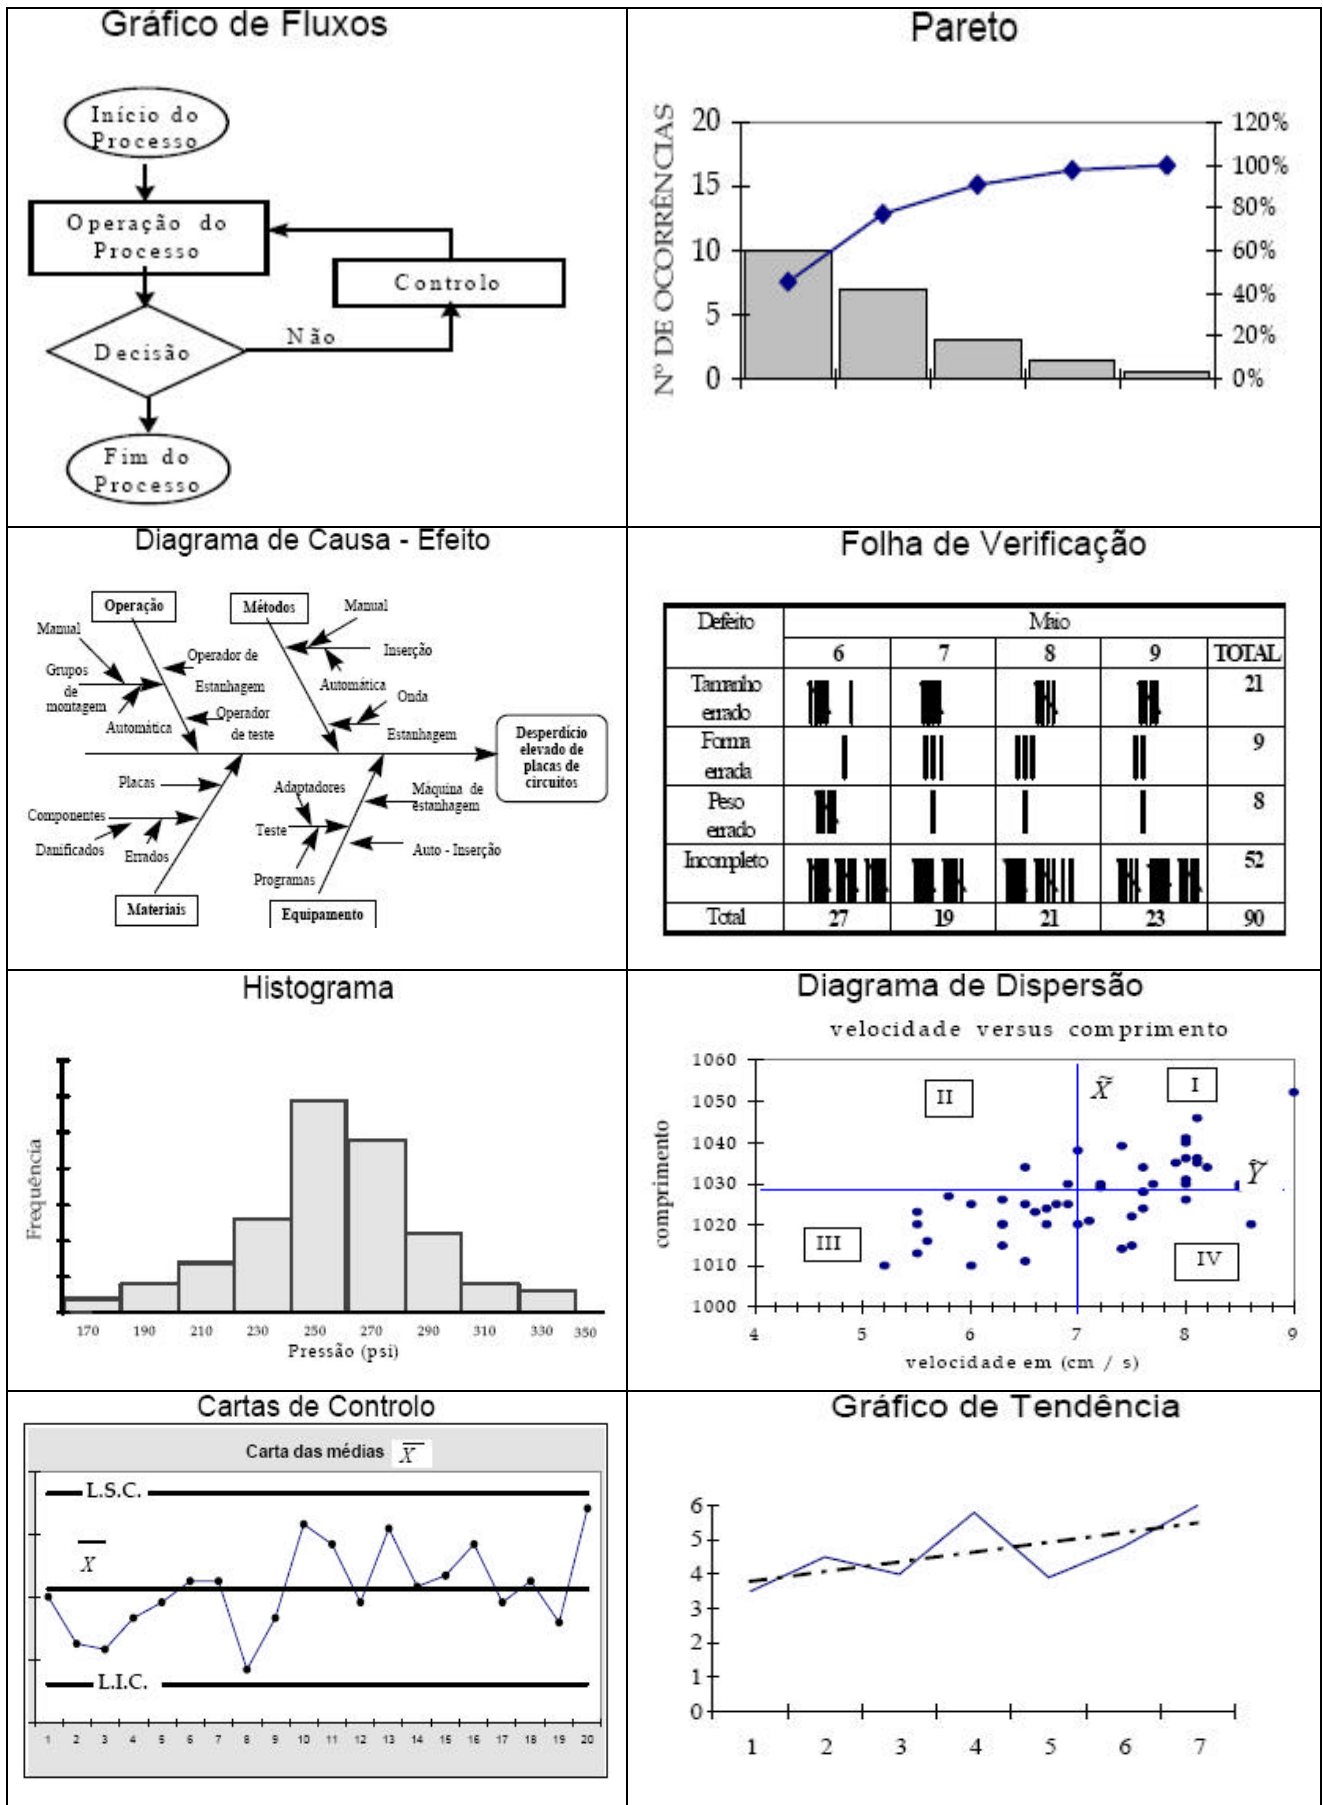 Gráfico de Fluxos
Início do
Processo
Operação do
Processo
Controlo
Não
Decisão
Fim do
Processo
Pareto
Nº DE OCORRÊNCIAS
20
15
10
5
0
120%
100%
80%
60%
40%
20%
0%
Diagrama de Causa - Efeito
Operação
Métodos
Manual
Manual
Operador de
Inserção
Grupos
de
montagem
Estanhagem
Automática
Onda
Operador
de teste
Automática
Estanhagem
Desperdício
elevado de
placas de
circuitos
Placas
Adaptadores
Máquina de
estanhagem
Componentes
Teste
Danificados
Errados
Auto - Inserção
Programas
Materiais
Equipamento
Folha de Verificação
Defeito Maio
6 7 8 9 TOTAL
Tamanho
errado
21
Forma
errada
9
Peso
errado
8
Incompleto 52
Total 27 19 21 23 90
Histograma
Frequência
170 190 210 230 250 270 290 310 330 350
Pressão (psi)
Diagrama de Dispersão
velocidade versus comprimento
comprimento
1060
1050
1040
1030
1020
1010
1000
II
X̃
I
Ỹ
III
IV
4 5 6 7 8 9
velocidade em (cm / s)
Cartas de Controlo
Carta das médias X̄
L.S.C.
X̿
L.I.C.
1 2 3 4 5 6 7 8 9 10 11 12 13 14 15 16 17 18 19 20
Gráfico de Tendência
6
5
4
3
2
1
0
1 2 3 4 5 6 7